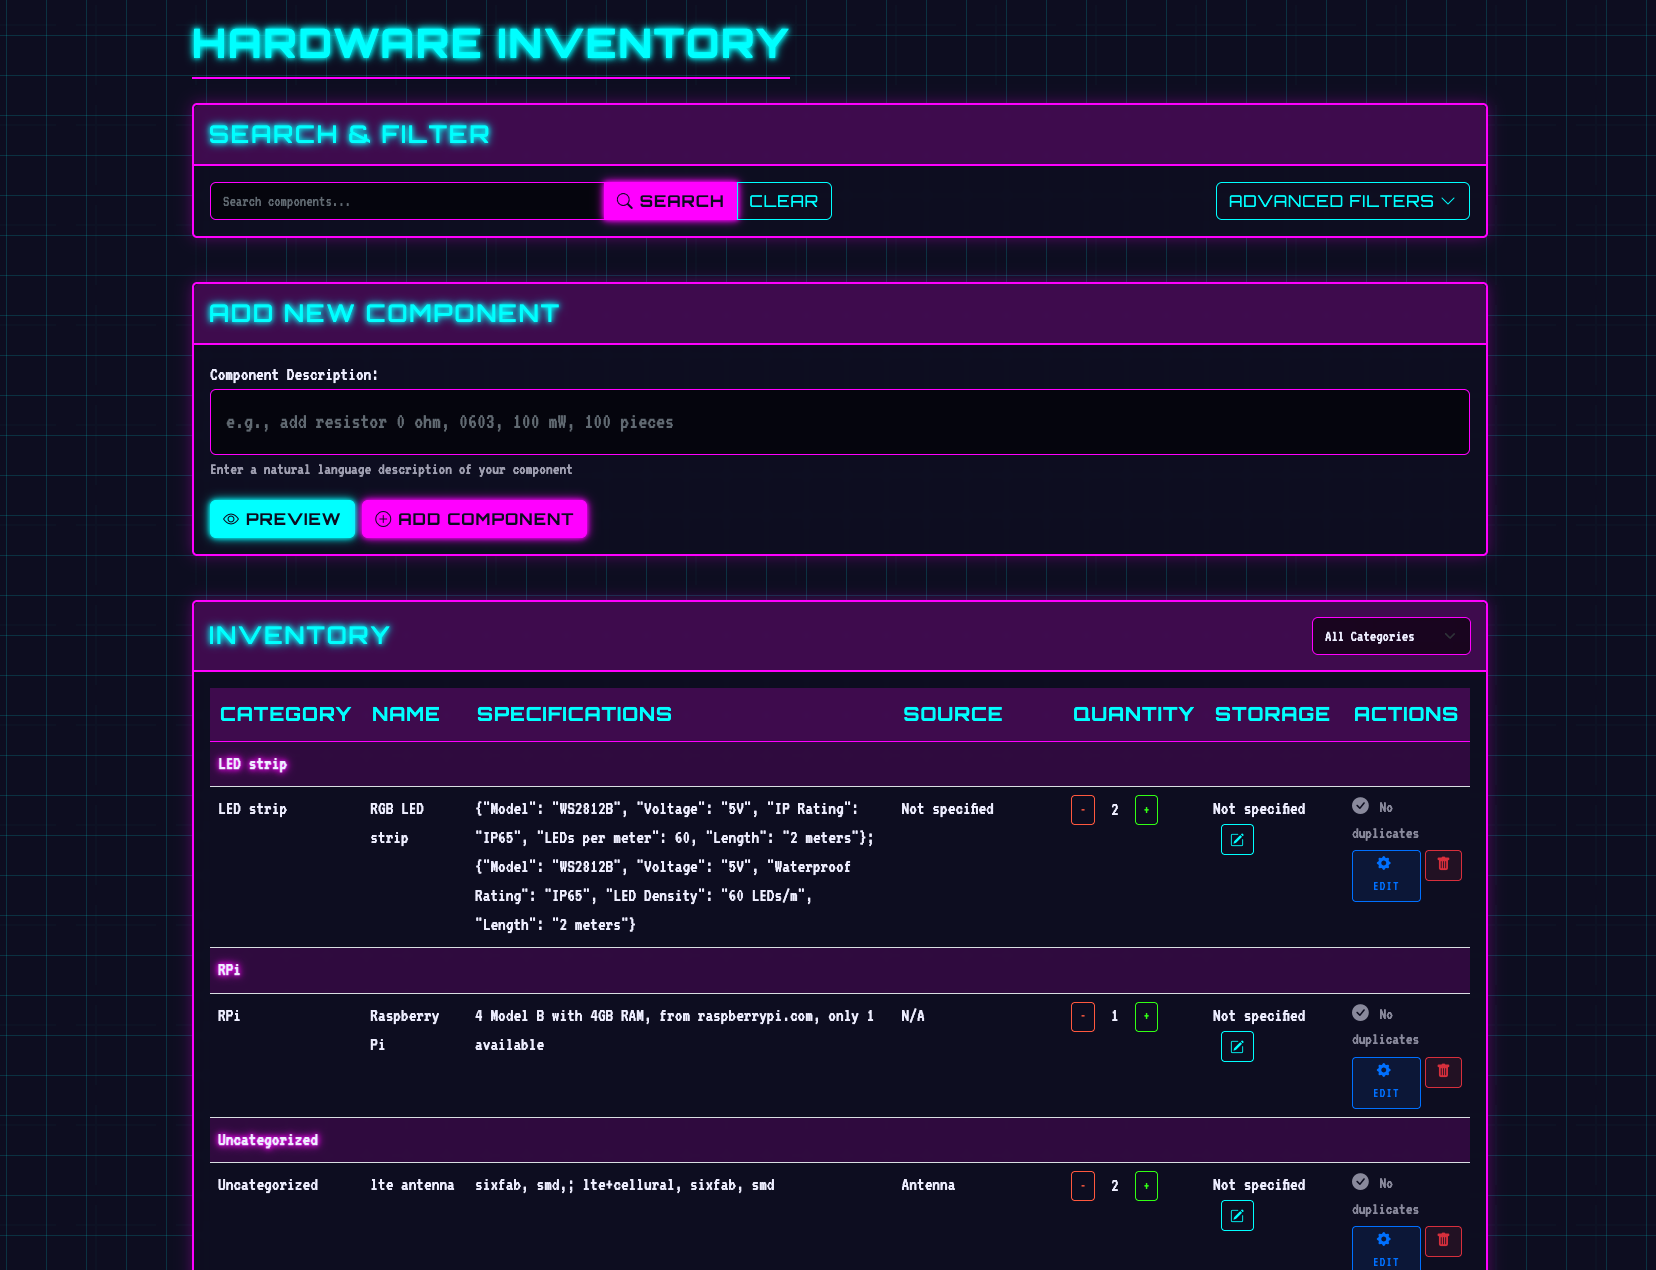 HARDWARE INVENTORY
SEARCH & FILTER
Search components...
SEARCH
CLEAR
ADVANCED FILTERS
ADD NEW COMPONENT
Component Description:
e.g., add resistor 0 ohm, 0603, 100 mW, 100 pieces
Enter a natural language description of your component
PREVIEW
ADD COMPONENT
INVENTORY
All Categories
CATEGORY NAME SPECIFICATIONS SOURCE QUANTITY STORAGE ACTIONS
LED strip
LED strip
RGB LED
strip
{"Model": "WS2812B", "Voltage": "5V", "IP Rating":
"IP65", "LEDs per meter": 60, "Length": "2 meters"};
{"Model": "WS2812B", "Voltage": "5V", "Waterproof
Rating": "IP65", "LED Density": "60 LEDs/m",
"Length": "2 meters"}
Not specified
- 2 +
Not specified
No
duplicates
EDIT
RPi
RPi
Raspberry
Pi
4 Model B with 4GB RAM, from raspberrypi.com, only 1
available
N/A
- 1 +
Not specified
No
duplicates
EDIT
Uncategorized
Uncategorized
lte antenna
sixfab, smd,; lte+cellural, sixfab, smd
Antenna
- 2 +
Not specified
No
duplicates
EDIT